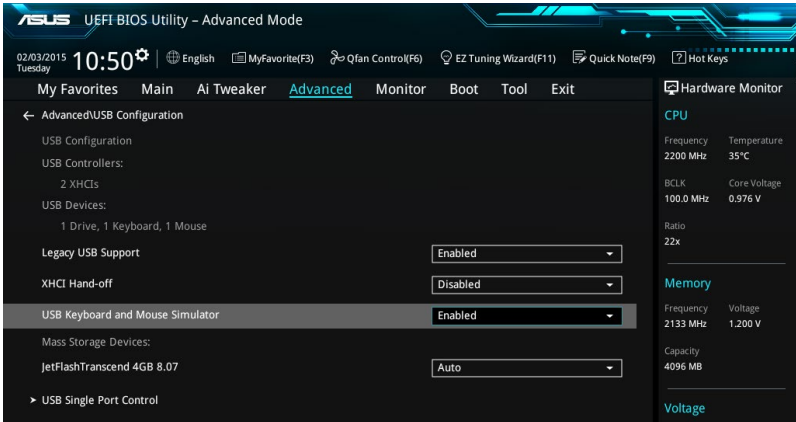 ASUS UEFI BIOS Utility – Advanced Mode
02/03/2015 Tuesday 10:50 English MyFavorite(F3) Qfan Control(F6) EZ Tuning Wizard(F11) Quick Note(F9) ? Hot Keys
My Favorites Main Ai Tweaker Advanced Monitor Boot Tool Exit
Hardware Monitor
← Advanced\USB Configuration
USB Configuration
USB Controllers:
2 XHCIs
USB Devices:
1 Drive, 1 Keyboard, 1 Mouse
Legacy USB Support Enabled
XHCI Hand-off Disabled
USB Keyboard and Mouse Simulator Enabled
Mass Storage Devices:
JetFlashTranscend 4GB 8.07 Auto
> USB Single Port Control
CPU
Frequency Temperature
2200 MHz 35°C
BCLK Core Voltage
100.0 MHz 0.976 V
Ratio
22x
Memory
Frequency Voltage
2133 MHz 1.200 V
Capacity
4096 MB
Voltage